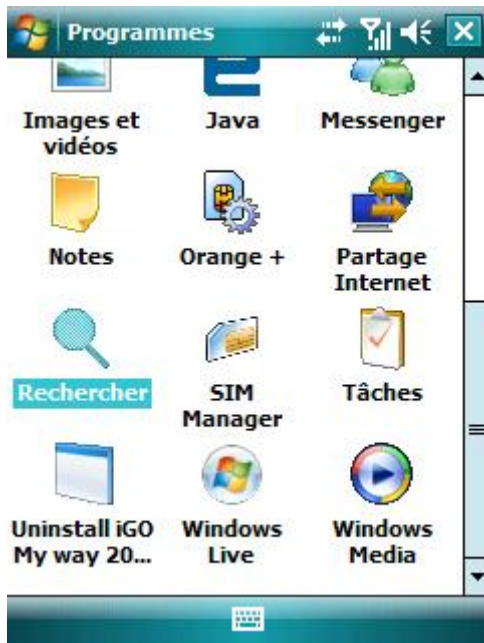 Programmes
Images et
vidéos
Java
Messenger
Notes
Orange +
Partage
Internet
Rechercher
SIM
Manager
Tâches
Uninstall iGO
My way 20...
Windows
Live
Windows
Media